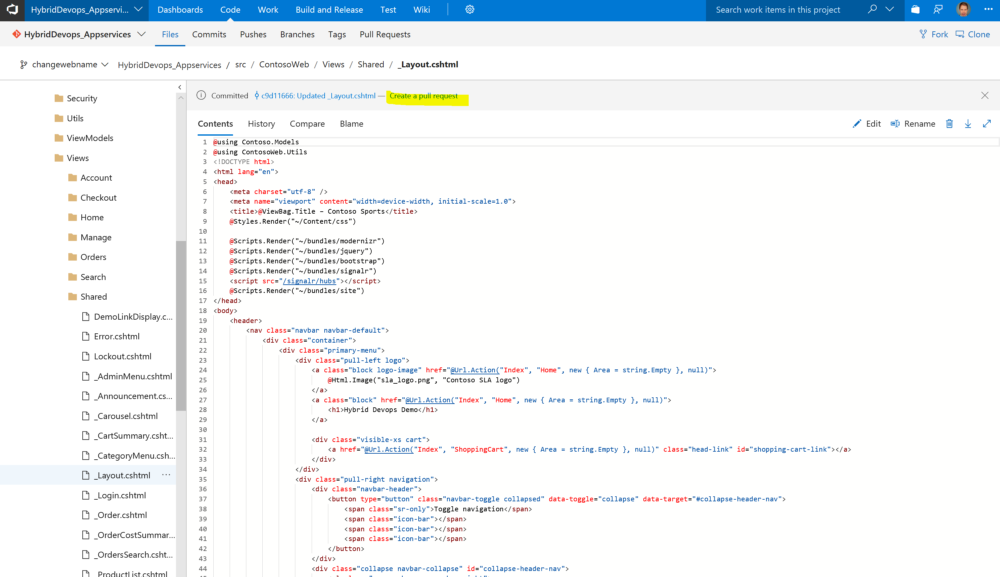 HybridDevops_Appservi... Dashboards Code Work Build and Release Test Wiki Search work items in this project
HybridDevops_Appservices Files Commits Pushes Branches Tags Pull Requests Fork Clone
changewebname HybridDevops_Appservices / src / ContosoWeb / Views / Shared / _Layout.cshtml
Security
Utils
ViewModels
Views
Account
Checkout
Home
Manage
Orders
Search
Shared
DemoLinkDisplay.c...
Error.cshtml
Lockout.cshtml
_AdminMenu.cshtml
_Announcement.cs...
_Carousel.cshtml
_CartSummary.csht...
_CategoryMenu.csh...
_Layout.cshtml ...
_Login.cshtml
_Order.cshtml
_OrderCostSummar...
_OrdersSearch.csht...
_ProductList.cshtml
Committed c9d11666: Updated _Layout.cshtml — Create a pull request
Contents History Compare Blame Edit Rename
1 @using Contoso.Models
2 @using ContosoWeb.Utils
3 <!DOCTYPE html>
4 <html lang="en">
5 <head>
6 <meta charset="utf-8" />
7 <meta name="viewport" content="width=device-width, initial-scale=1.0">
8 <title>@ViewBag.Title – Contoso Sports</title>
9 @Styles.Render("~/Content/css")
10
11 @Scripts.Render("~/bundles/modernizr")
12 @Scripts.Render("~/bundles/jquery")
13 @Scripts.Render("~/bundles/bootstrap")
14 @Scripts.Render("~/bundles/signalr")
15 <script src="/signalr/hubs"></script>
16 @Scripts.Render("~/bundles/site")
17 </head>
18 <body>
19 <header>
20 <nav class="navbar navbar-default">
21 <div class="container">
22 <div class="primary-menu">
23 <div class="pull-left logo">
24 <a class="block logo-image" href="@Url.Action("Index", "Home", new { Area = string.Empty }, null)">
25 @Html.Image("sla_logo.png", "Contoso SLA logo")
26 </a>
27 <a class="block" href="@Url.Action("Index", "Home", new { Area = string.Empty }, null)">
28 <h1>Hybrid Devops Demo</h1>
29 </a>
30
31 <div class="visible-xs cart">
32 <a href="@Url.Action("Index", "ShoppingCart", new { Area = string.Empty }, null)" class="head-link" id="shopping-cart-link"></a>
33 </div>
34 </div>
35 <div class="pull-right navigation">
36 <div class="navbar-header">
37 <button type="button" class="navbar-toggle collapsed" data-toggle="collapse" data-target="#collapse-header-nav">
38 <span class="sr-only">Toggle navigation</span>
39 <span class="icon-bar"></span>
40 <span class="icon-bar"></span>
41 <span class="icon-bar"></span>
42 </button>
43 </div>
44 <div class="collapse navbar-collapse" id="collapse-header-nav">